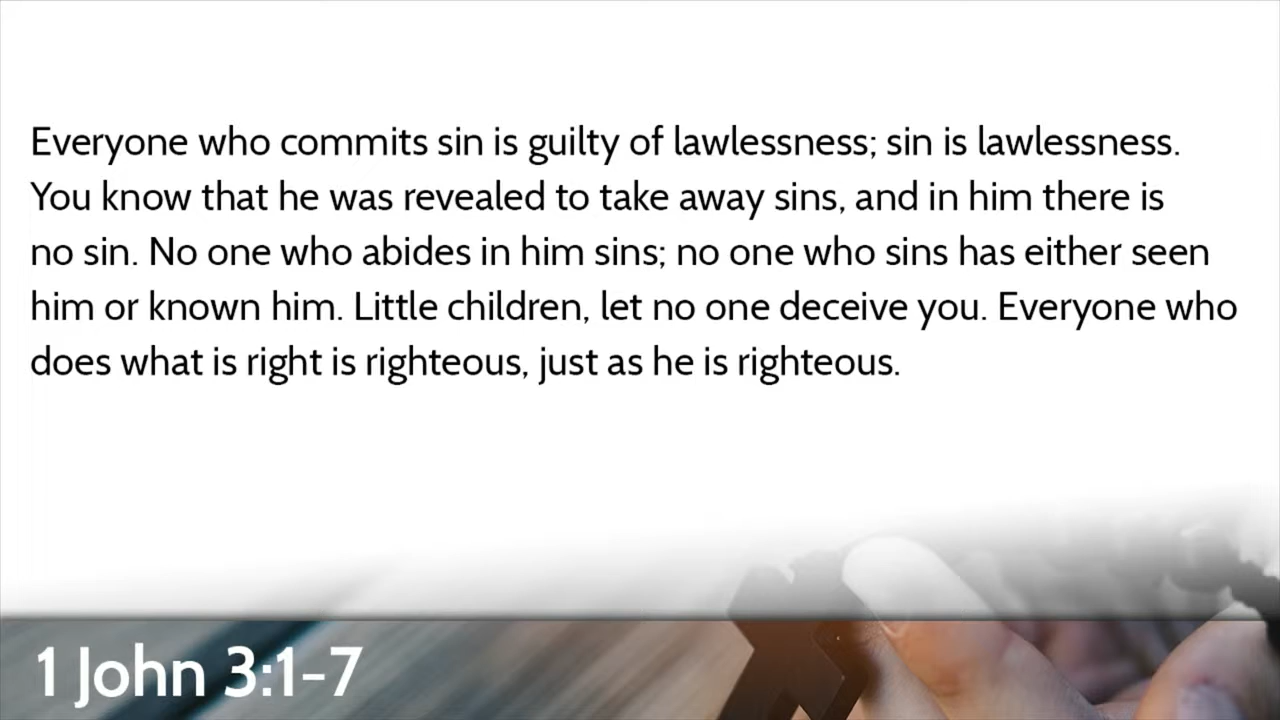 Everyone who commits sin is guilty of lawlessness; sin is lawlessness.
You know that he was revealed to take away sins, and in him there is
no sin. No one who abides in him sins; no one who sins has either seen
him or known him. Little children, let no one deceive you. Everyone who
does what is right is righteous, just as he is righteous.
1 John 3:1-7